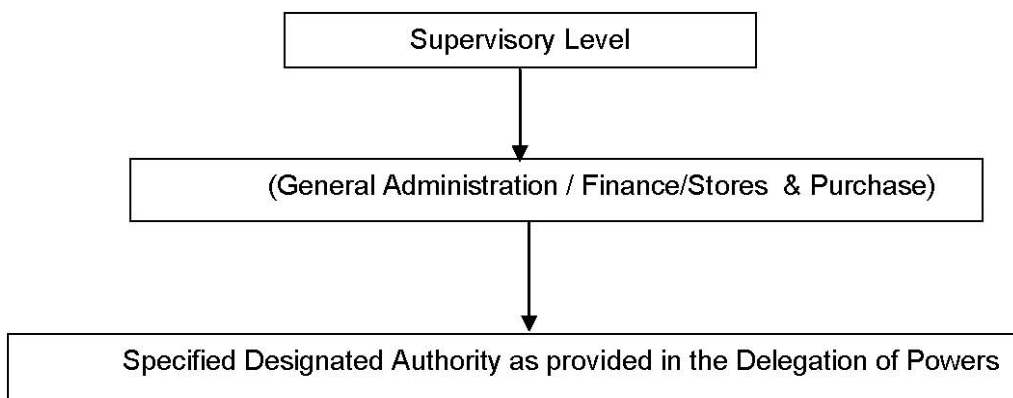 Supervisory Level
(General Administration / Finance/Stores & Purchase)
Specified Designated Authority as provided in the Delegation of Powers